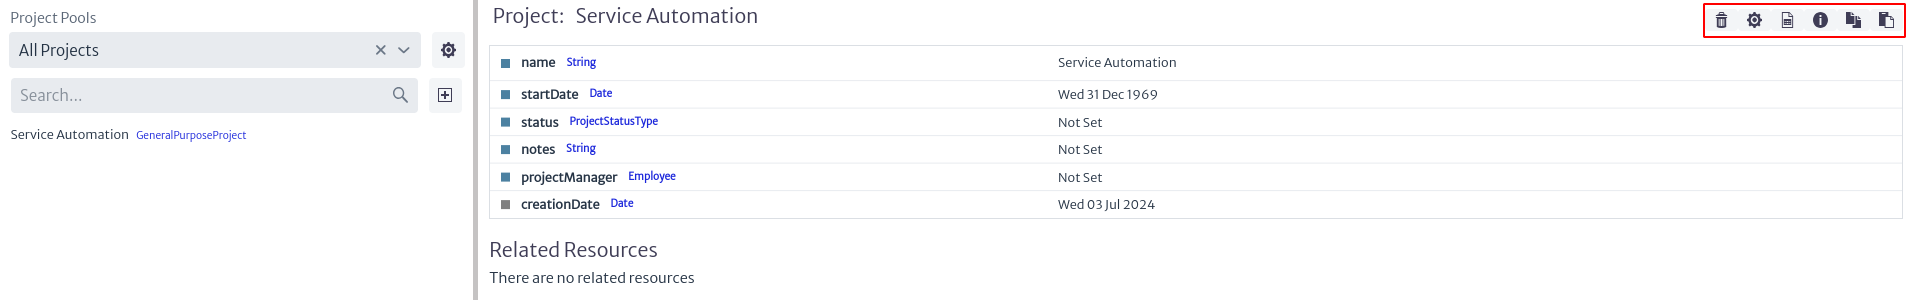 Project Pools
All Projects
Search...
Service Automation GeneralPurposeProject
Project: Service Automation
name String Service Automation
startDate Date Wed 31 Dec 1969
status ProjectStatusType Not Set
notes String Not Set
projectManager Employee Not Set
creationDate Date Wed 03 Jul 2024
Related Resources
There are no related resources